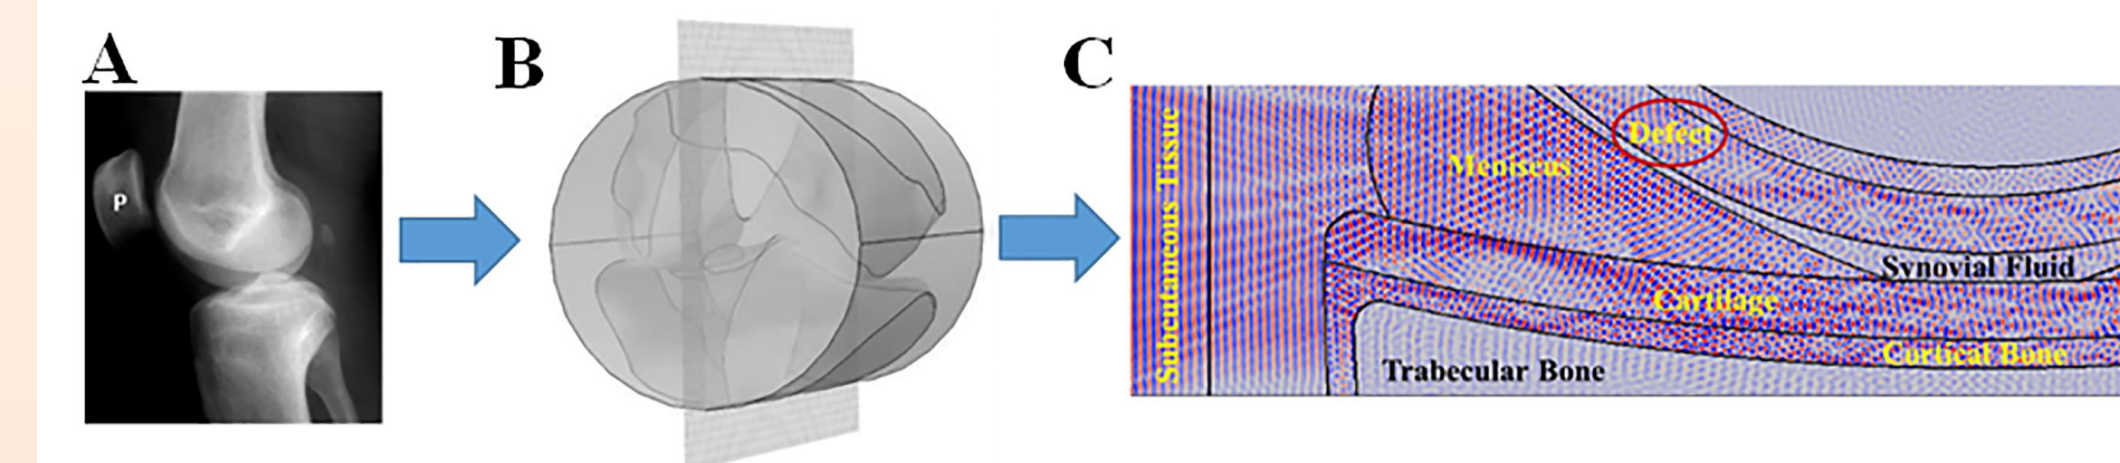 A
B
C
P
Subcutaneous Tissue
Defect
Meniscus
Synovial Fluid
Cartilage
Cortical Bone
Trabecular Bone